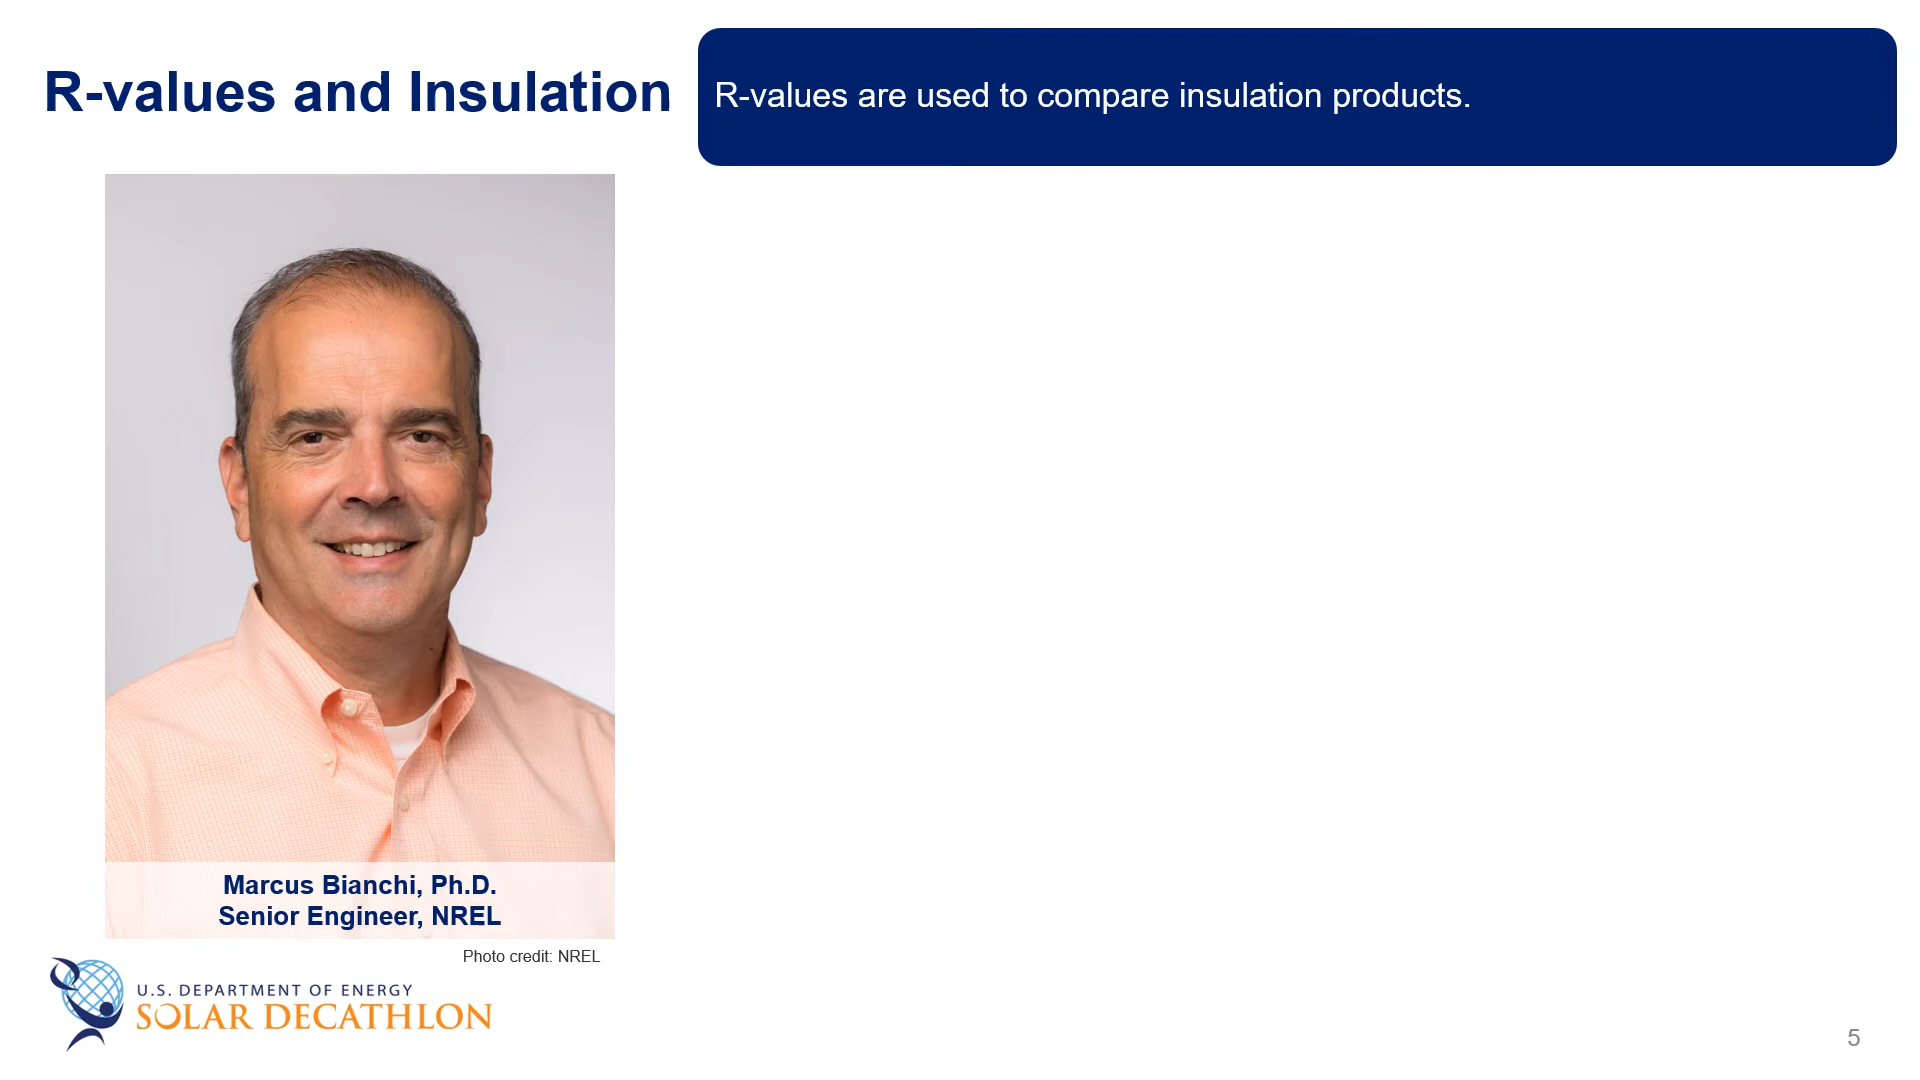 R-values and Insulation
R-values are used to compare insulation products.
Marcus Bianchi, Ph.D.
Senior Engineer, NREL
Photo credit: NREL
U.S. DEPARTMENT OF ENERGY
SOLAR DECATHLON
5